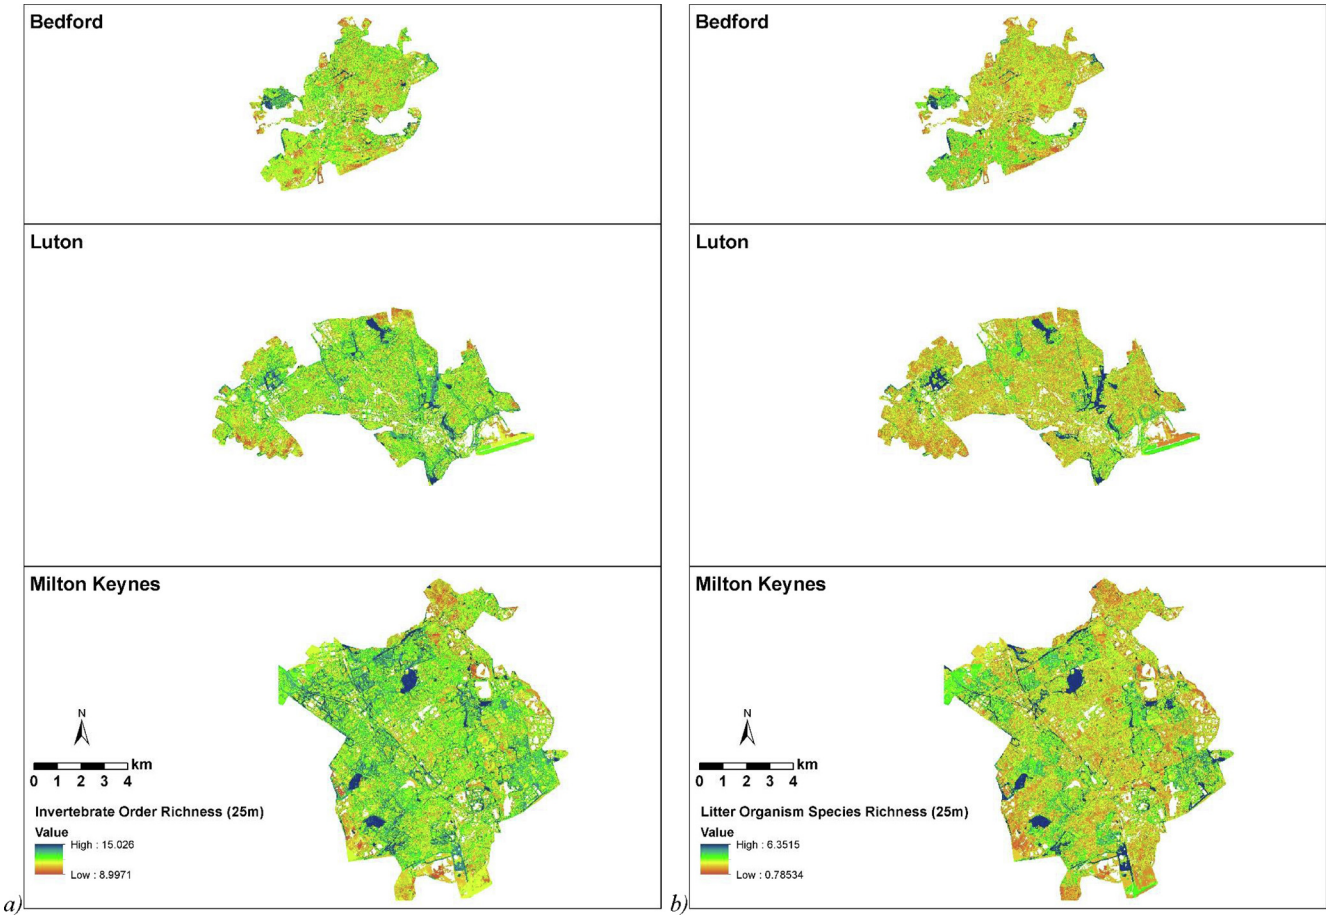 Bedford
Luton
Milton Keynes
N
km
0 1 2 3 4
Invertebrate Order Richness (25m)
Value
High : 15.026
Low : 8.9971
a)
Bedford
Luton
Milton Keynes
N
km
0 1 2 3 4
Litter Organism Species Richness (25m)
Value
High : 6.3515
Low : 0.78534
b)